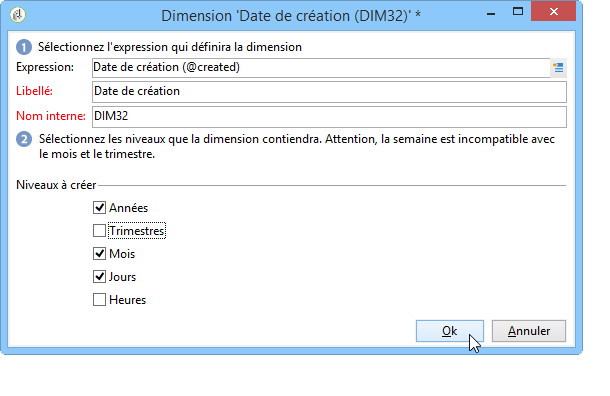 Dimension 'Date de création (DIM32)' *
1 Sélectionnez l'expression qui définira la dimension
Expression: Date de création (@created)
Libellé: Date de création
Nom interne: DIM32
2 Sélectionnez les niveaux que la dimension contiendra. Attention, la semaine est incompatible avec
le mois et le trimestre.
Niveaux à créer
Années
Trimestres
Mois
Jours
Heures
Ok Annuler